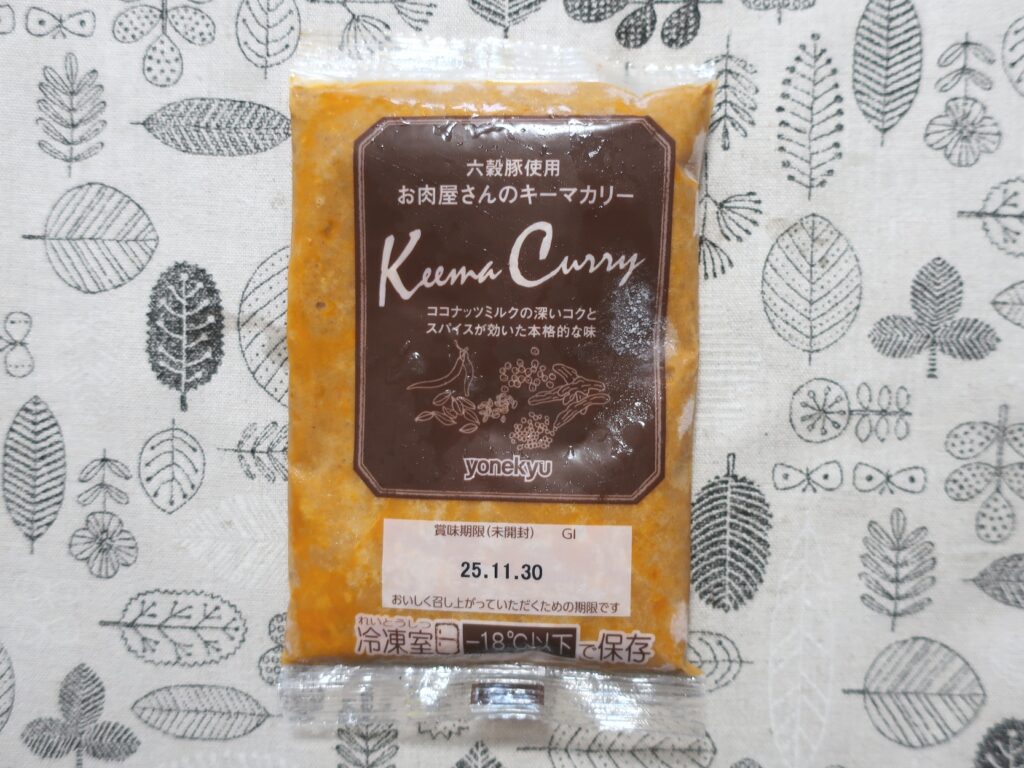 六穀豚使用
お肉屋さんのキーマカリー
Keema Curry
ココナッツミルクの深いコクと
スパイスが効いた本格的な味
yonekyu
賞味期限(未開封) GI
25.11.30
おいしく召し上がっていただくための期限です
れいとうしつ
冷凍室 -18℃以下で保存